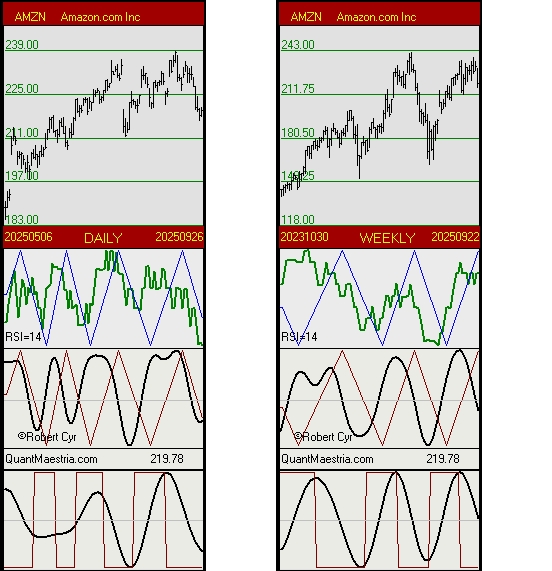 AMZN Amazon.com Inc
239.00
225.00
211.00
197.00
183.00
20250506 DAILY 20250926
RSI=14
©Robert Cyr
QuantMaestria.com 219.78
AMZN Amazon.com Inc
243.00
211.75
180.50
149.25
118.00
20231030 WEEKLY 20250922
RSI=14
©Robert Cyr
QuantMaestria.com 219.78